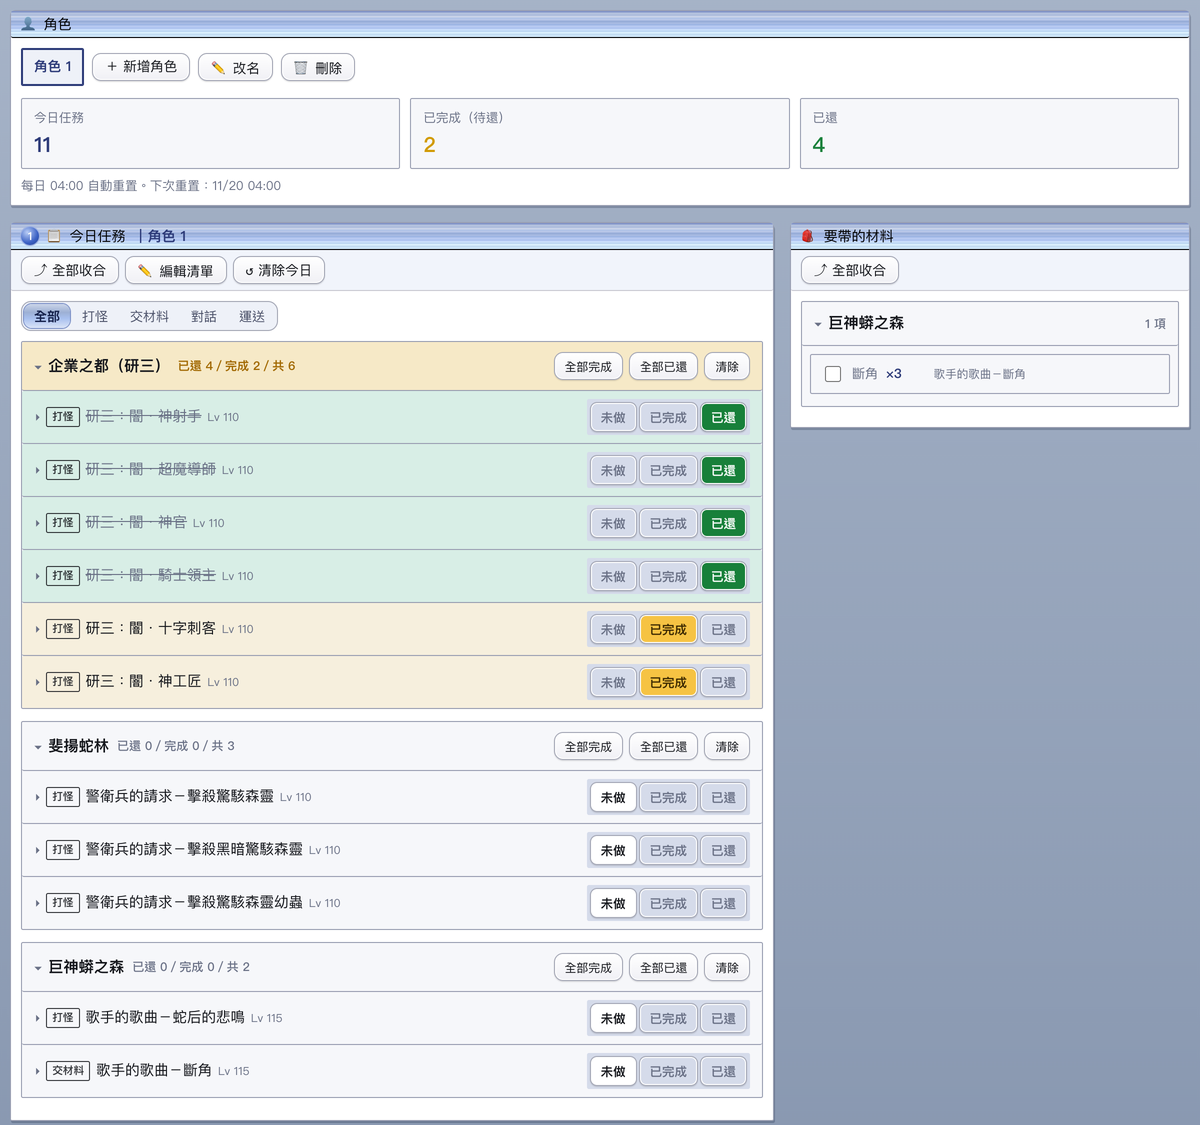 角色
角色 1
+ 新增角色
改名
刪除
今日任務
11
已完成（待還）
2
已還
4
每日 04:00 自動重置。下次重置：11/20 04:00
1 今日任務 | 角色 1
全部收合
編輯清單
↺ 清除今日
全部 打怪 交材料 對話 運送
企業之都（研三） 已還 4 / 完成 2 / 共 6 全部完成 全部已還 清除
打怪 研三：闇 · 神射手 Lv 110 未做 已完成 已還
打怪 研三：闇 · 超魔導師 Lv 110 未做 已完成 已還
打怪 研三：闇 · 神官 Lv 110 未做 已完成 已還
打怪 研三：闇 · 騎士領主 Lv 110 未做 已完成 已還
打怪 研三：闇 · 十字刺客 Lv 110 未做 已完成 已還
打怪 研三：闇 · 神工匠 Lv 110 未做 已完成 已還
斐揚蛇林 已還 0 / 完成 0 / 共 3 全部完成 全部已還 清除
打怪 警衛兵的請求－擊殺驚駭森靈 Lv 110 未做 已完成 已還
打怪 警衛兵的請求－擊殺黑暗驚駭森靈 Lv 110 未做 已完成 已還
打怪 警衛兵的請求－擊殺驚駭森靈幼蟲 Lv 110 未做 已完成 已還
巨神蟒之森 已還 0 / 完成 0 / 共 2 全部完成 全部已還 清除
打怪 歌手的歌曲－蛇后的悲鳴 Lv 115 未做 已完成 已還
交材料 歌手的歌曲－斷角 Lv 115 未做 已完成 已還
要帶的材料
全部收合
巨神蟒之森 1 項
斷角 ×3 歌手的歌曲－斷角